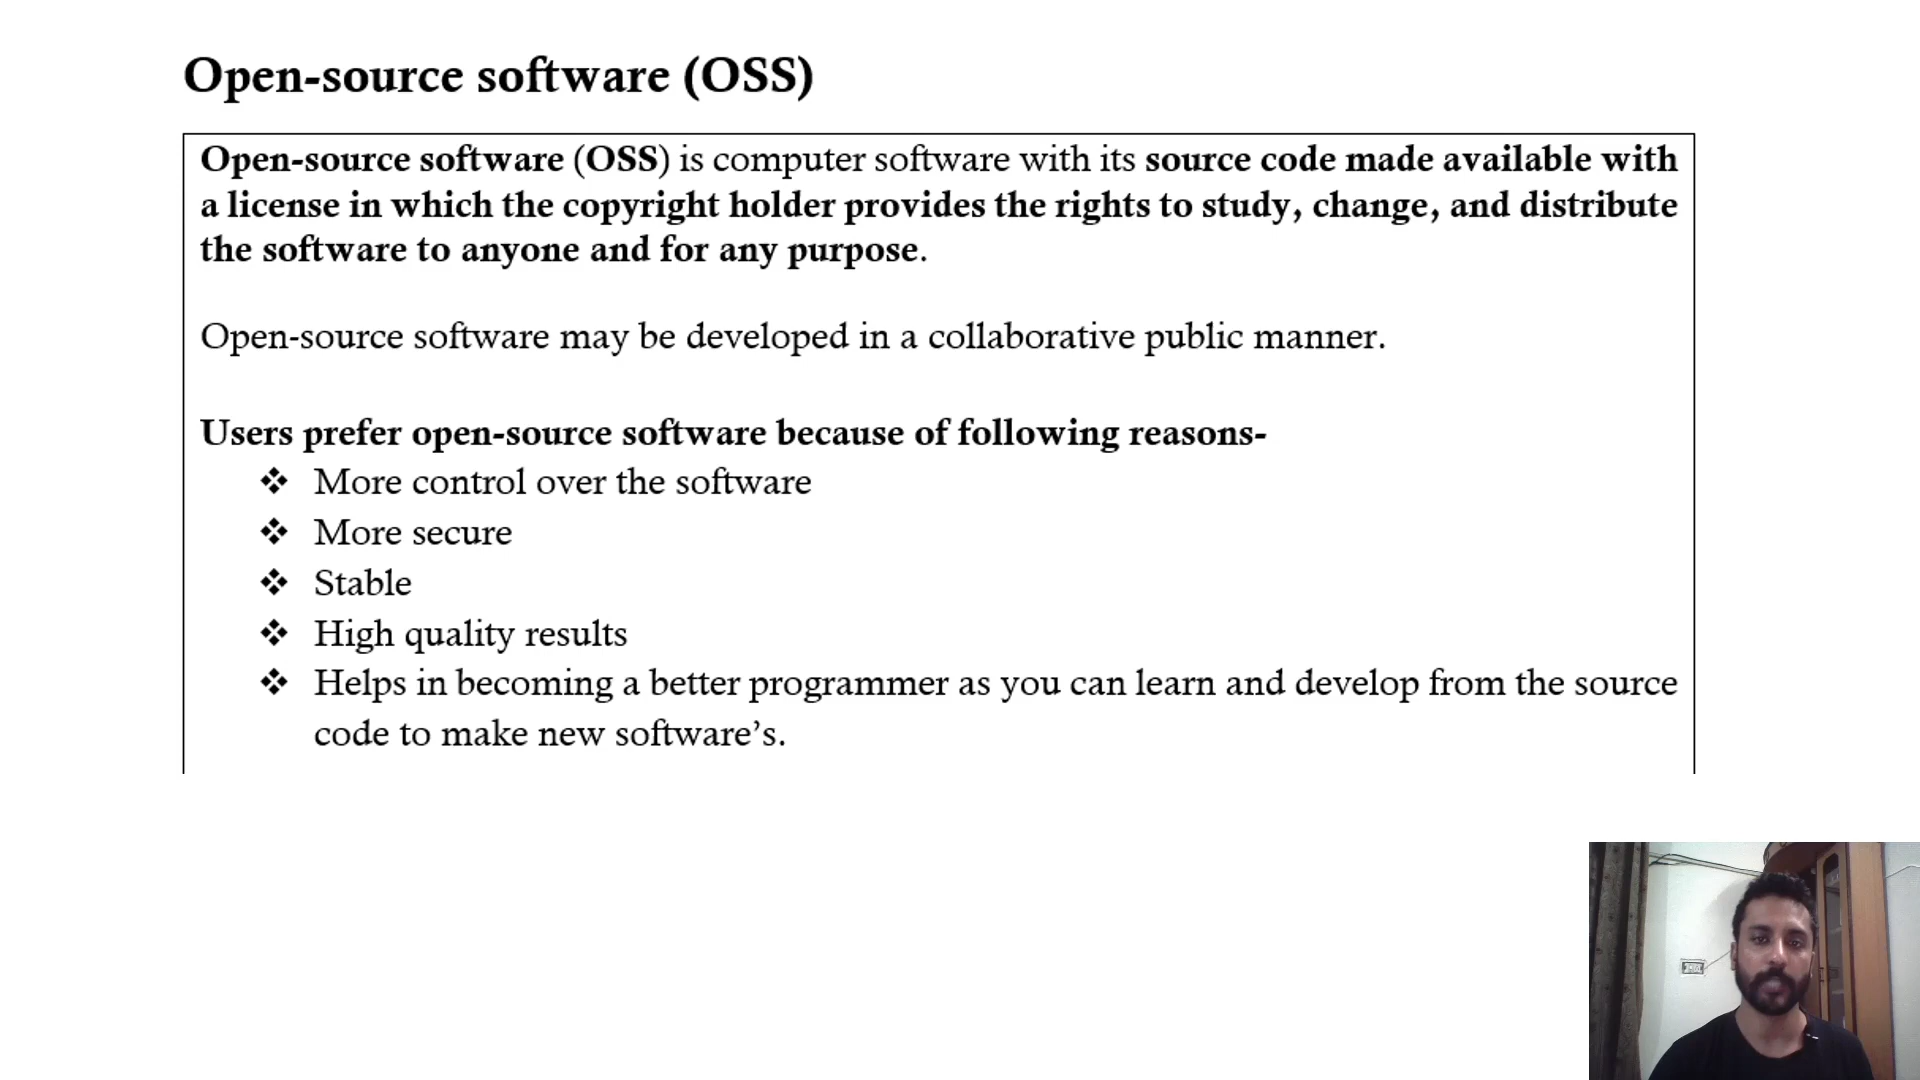 Open-source software (OSS)
Open-source software (OSS) is computer software with its source code made available with
a license in which the copyright holder provides the rights to study, change, and distribute
the software to anyone and for any purpose.
Open-source software may be developed in a collaborative public manner.
Users prefer open-source software because of following reasons-
❖ More control over the software
❖ More secure
❖ Stable
❖ High quality results
❖ Helps in becoming a better programmer as you can learn and develop from the source
code to make new software’s.